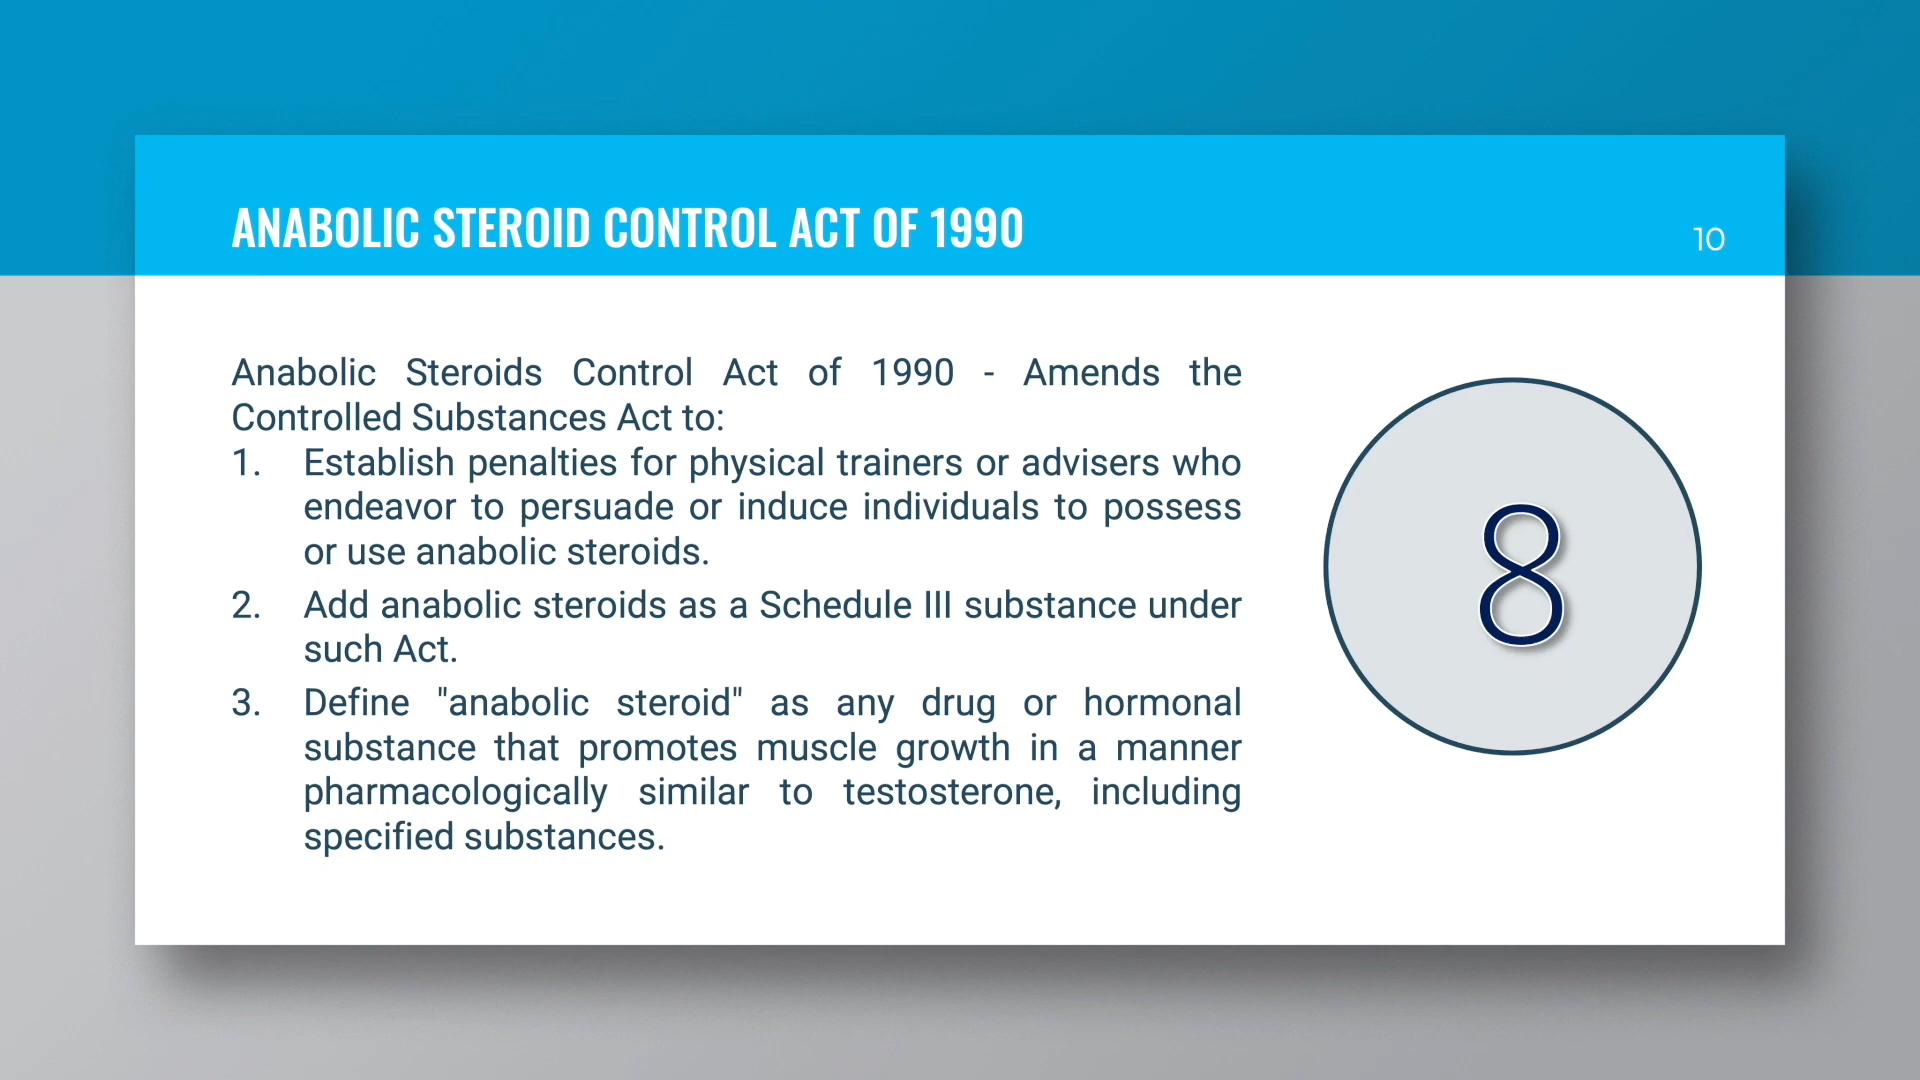 ANABOLIC STEROID CONTROL ACT OF 1990
10
Anabolic Steroids Control Act of 1990 - Amends the
Controlled Substances Act to:
1. Establish penalties for physical trainers or advisers who
endeavor to persuade or induce individuals to possess
or use anabolic steroids.
2. Add anabolic steroids as a Schedule III substance under
such Act.
3. Define "anabolic steroid" as any drug or hormonal
substance that promotes muscle growth in a manner
pharmacologically similar to testosterone, including
specified substances.
8